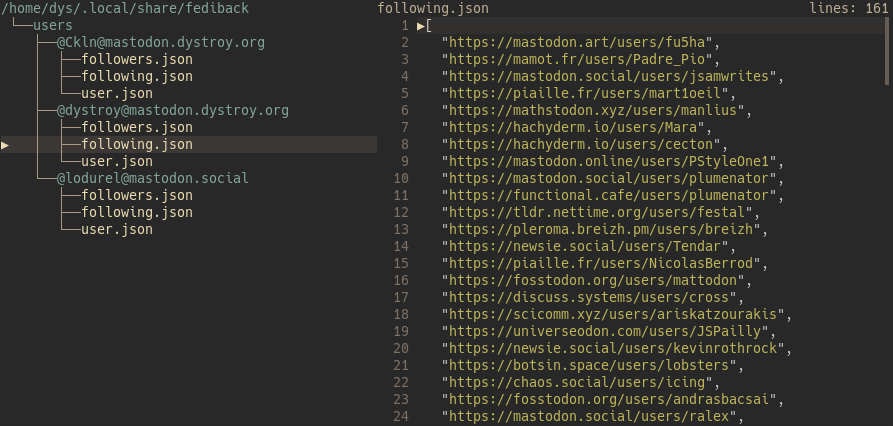 /home/dys/.local/share/fediback
users
@Ckln@mastodon.dystroy.org
followers.json
following.json
user.json
@dystroy@mastodon.dystroy.org
followers.json
following.json
user.json
@lodurel@mastodon.social
followers.json
following.json
user.json
following.json lines: 161
1 [
2 "https://mastodon.art/users/fu5ha",
3 "https://mamot.fr/users/Padre_Pio",
4 "https://mastodon.social/users/jsamwrites",
5 "https://piaille.fr/users/mart1oeil",
6 "https://mathstodon.xyz/users/manlius",
7 "https://hachyderm.io/users/Mara",
8 "https://hachyderm.io/users/cecton",
9 "https://mastodon.online/users/PStyleOne1",
10 "https://mastodon.social/users/plumenator",
11 "https://functional.cafe/users/plumenator",
12 "https://tldr.nettime.org/users/festal",
13 "https://pleroma.breizh.pm/users/breizh",
14 "https://newsie.social/users/Tendar",
15 "https://piaille.fr/users/NicolasBerrod",
16 "https://fosstodon.org/users/mattodon",
17 "https://discuss.systems/users/cross",
18 "https://scicomm.xyz/users/ariskatzourakis",
19 "https://universeodon.com/users/JSPailly",
20 "https://newsie.social/users/kevinrothrock",
21 "https://botsin.space/users/lobsters",
22 "https://chaos.social/users/icing",
23 "https://fosstodon.org/users/andrasbacsai",
24 "https://mastodon.social/users/ralex",